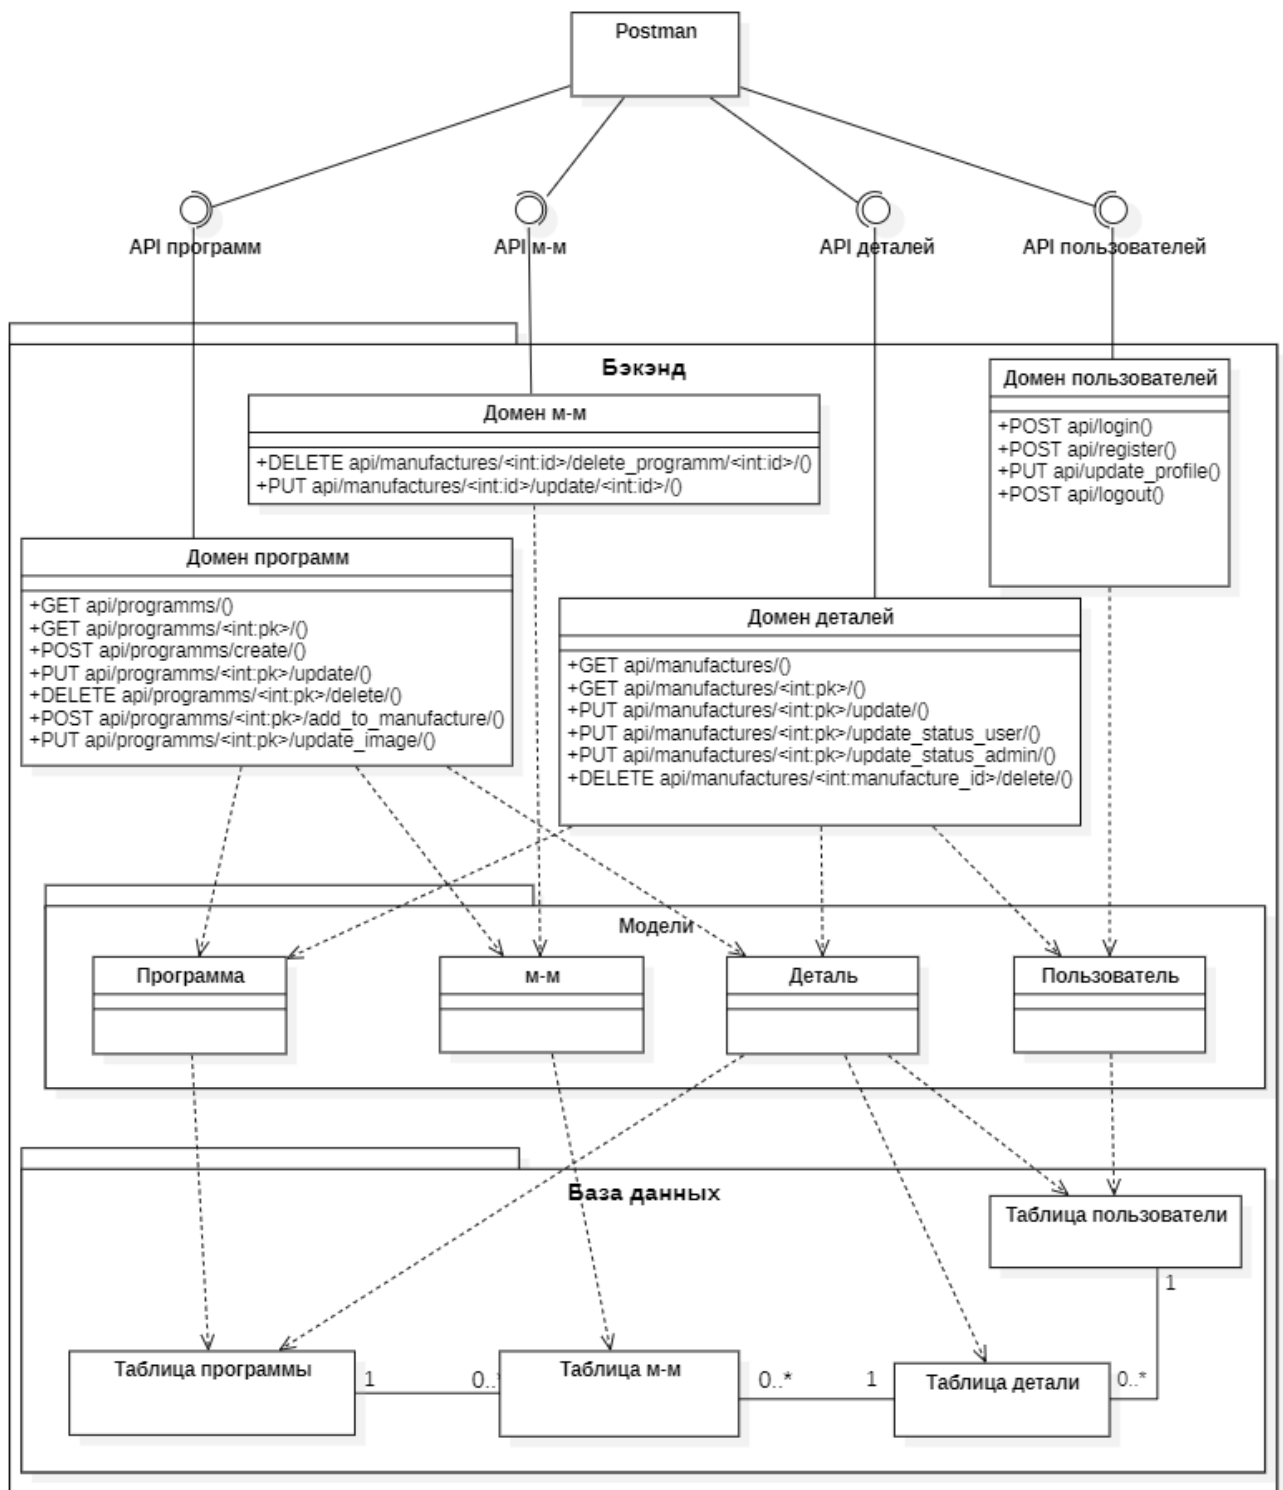 Postman
API программ
API м-м
API деталей
API пользователей
Бэкэнд
Домен пользователей
+POST api/login()
+POST api/register()
+PUT api/update_profile()
+POST api/logout()
Домен м-м
+DELETE api/manufactures/<int:id>/delete_programm/<int:id>/()
+PUT api/manufactures/<int:id>/update/<int:id>/()
Домен программ
+GET api/programms/()
+GET api/programms/<int:pk>/()
+POST api/programms/create/()
+PUT api/programms/<int:pk>/update/()
+DELETE api/programms/<int:pk>/delete/()
+POST api/programms/<int:pk>/add_to_manufacture/()
+PUT api/programms/<int:pk>/update_image/()
Домен деталей
+GET api/manufactures/()
+GET api/manufactures/<int:pk>/()
+PUT api/manufactures/<int:pk>/update/()
+PUT api/manufactures/<int:pk>/update_status_user/()
+PUT api/manufactures/<int:pk>/update_status_admin/()
+DELETE api/manufactures/<int:manufacture_id>/delete/()
Модели
Программа
м-м
Деталь
Пользователь
База данных
Таблица пользователи
1
Таблица программы
1
0..*
Таблица м-м
0..*
1
Таблица детали
0..*